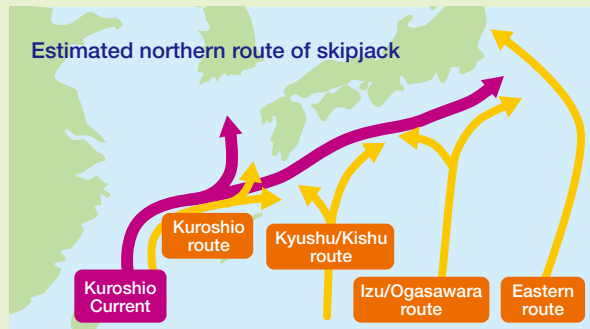 Estimated northern route of skipjack
Kuroshio
route
Kyushu/Kishu
route
Kuroshio
Current
Izu/Ogasawara
route
Eastern
route